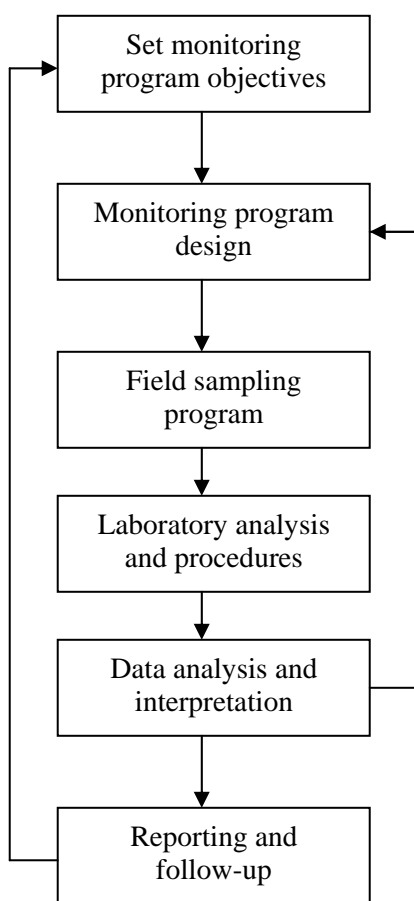 Set monitoring
program objectives
Monitoring program
design
Field sampling
program
Laboratory analysis
and procedures
Data analysis and
interpretation
Reporting and
follow-up